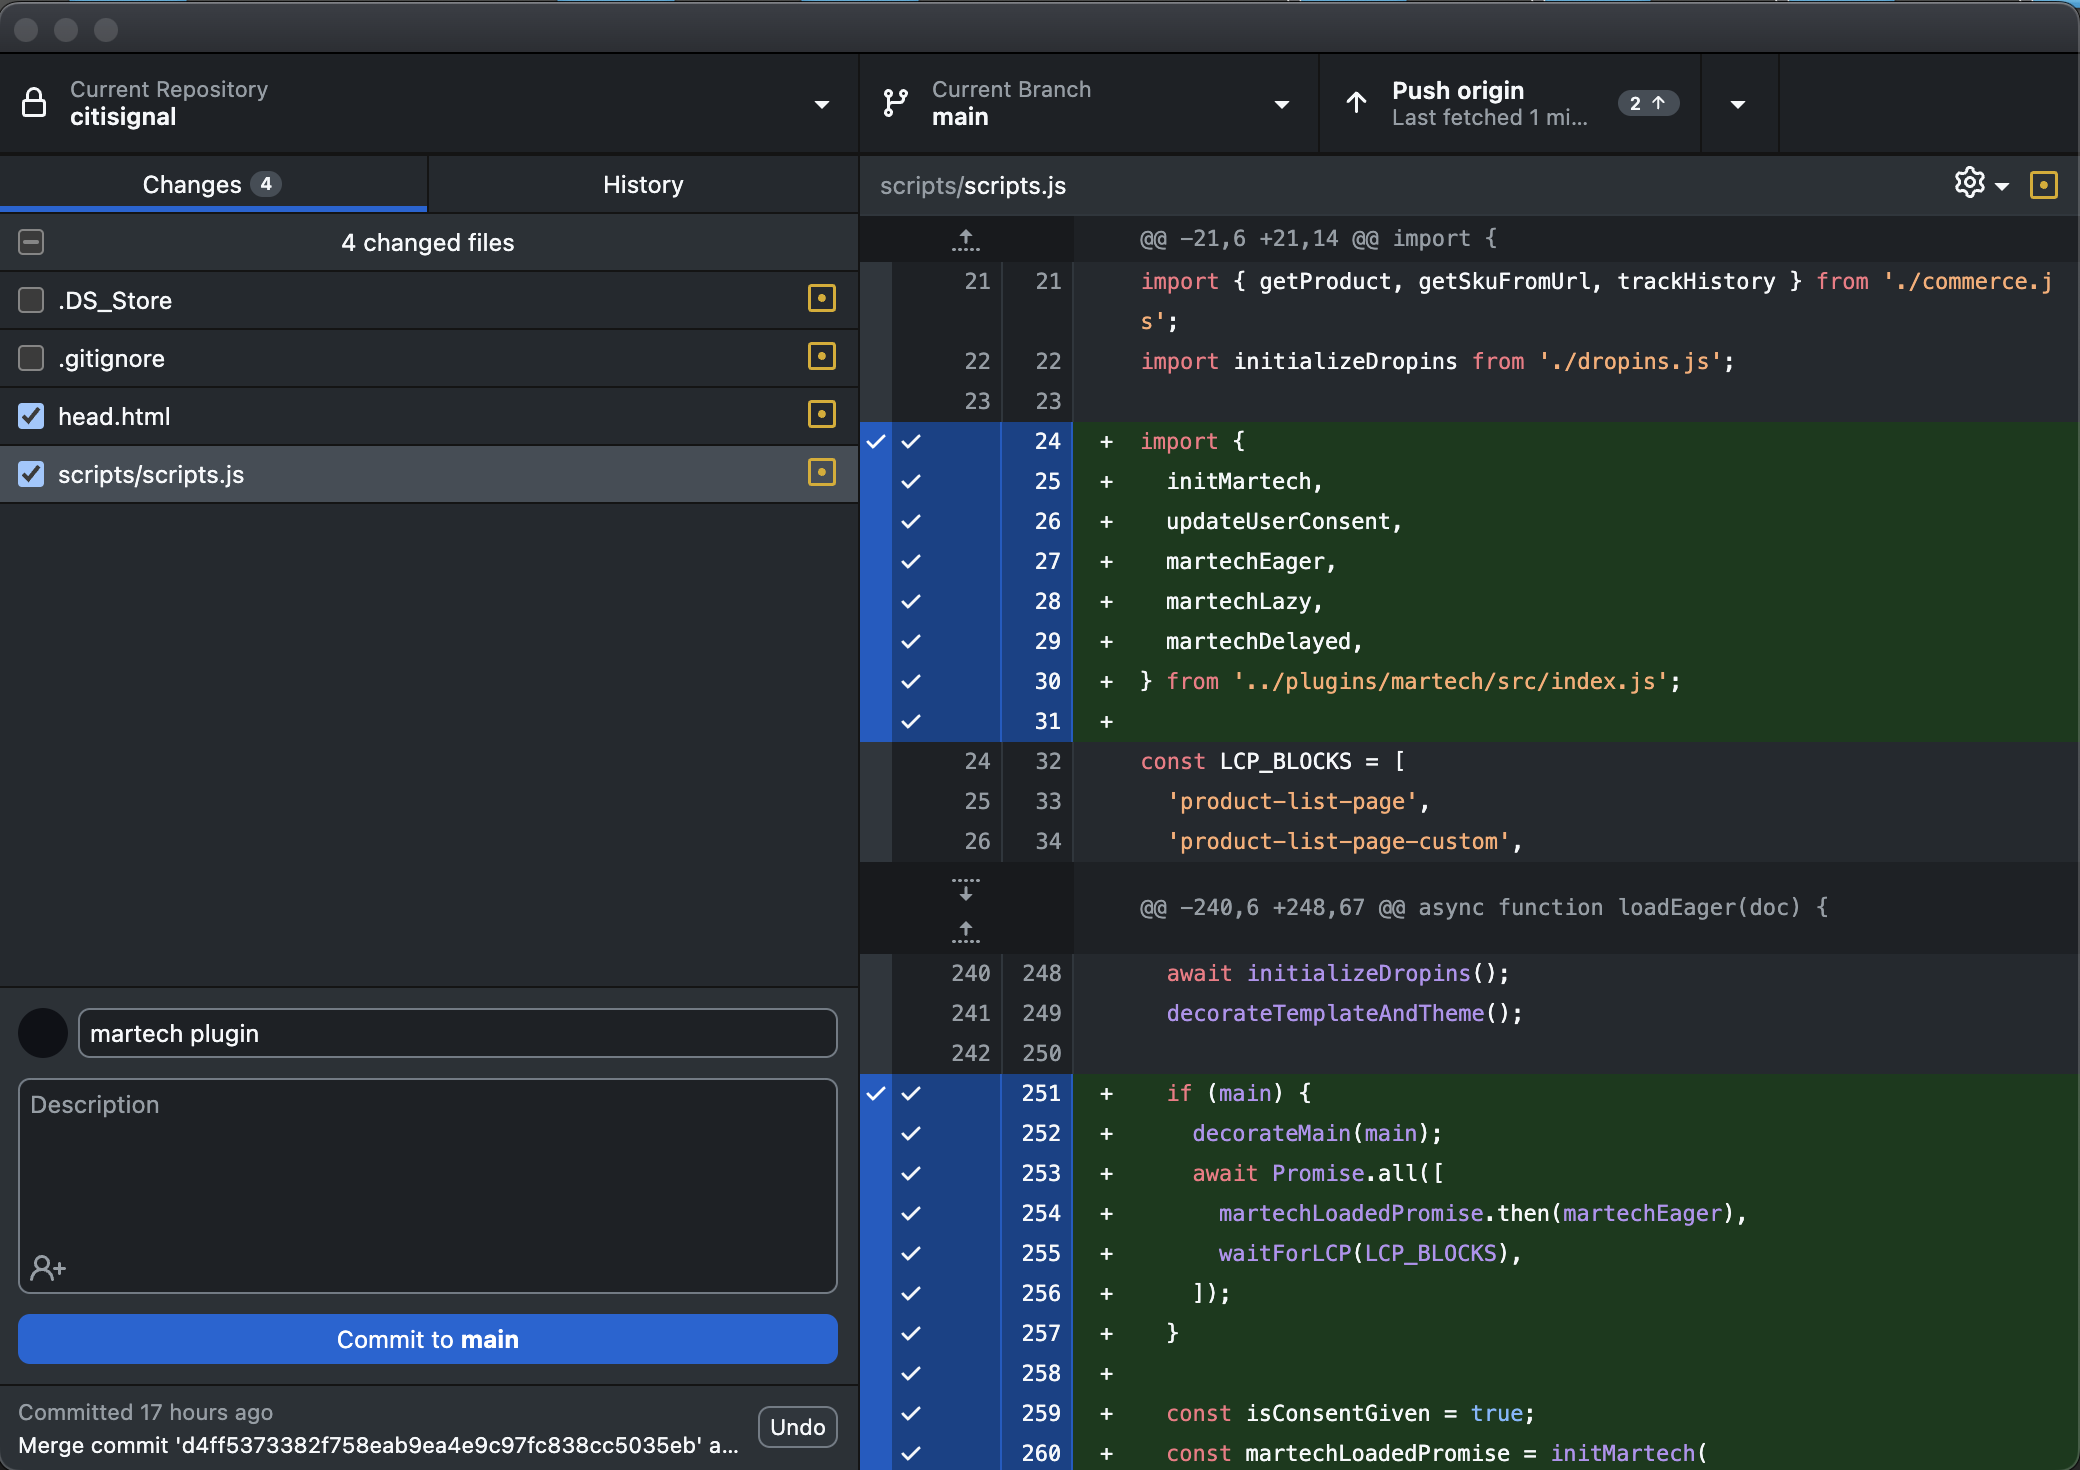 Current Repository
citisignal
Current Branch
main
Push origin
Last fetched 1 mi...
2
Changes 4
History
4 changed files
.DS_Store
.gitignore
head.html
scripts/scripts.js
martech plugin
Description
Commit to main
Committed 17 hours ago
Merge commit 'd4ff5373382f758eab9ea4e9c97fc838cc5035eb' a...
Undo
scripts/scripts.js
@@ -21,6 +21,14 @@ import {
21 21 import { getProduct, getSkuFromUrl, trackHistory } from './commerce.j
s';
22 22 import initializeDropins from './dropins.js';
23 23
24 + import {
25 + initMartech,
26 + updateUserConsent,
27 + martechEager,
28 + martechLazy,
29 + martechDelayed,
30 + } from '../plugins/martech/src/index.js';
31 +
24 32 const LCP_BLOCKS = [
25 33 'product-list-page',
26 34 'product-list-page-custom',
@@ -240,6 +248,67 @@ async function loadEager(doc) {
240 248 await initializeDropins();
241 249 decorateTemplateAndTheme();
242 250
251 + if (main) {
252 + decorateMain(main);
253 + await Promise.all([
254 + martechLoadedPromise.then(martechEager),
255 + waitForLCP(LCP_BLOCKS),
256 + ]);
257 + }
258 +
259 + const isConsentGiven = true;
260 + const martechLoadedPromise = initMartech(